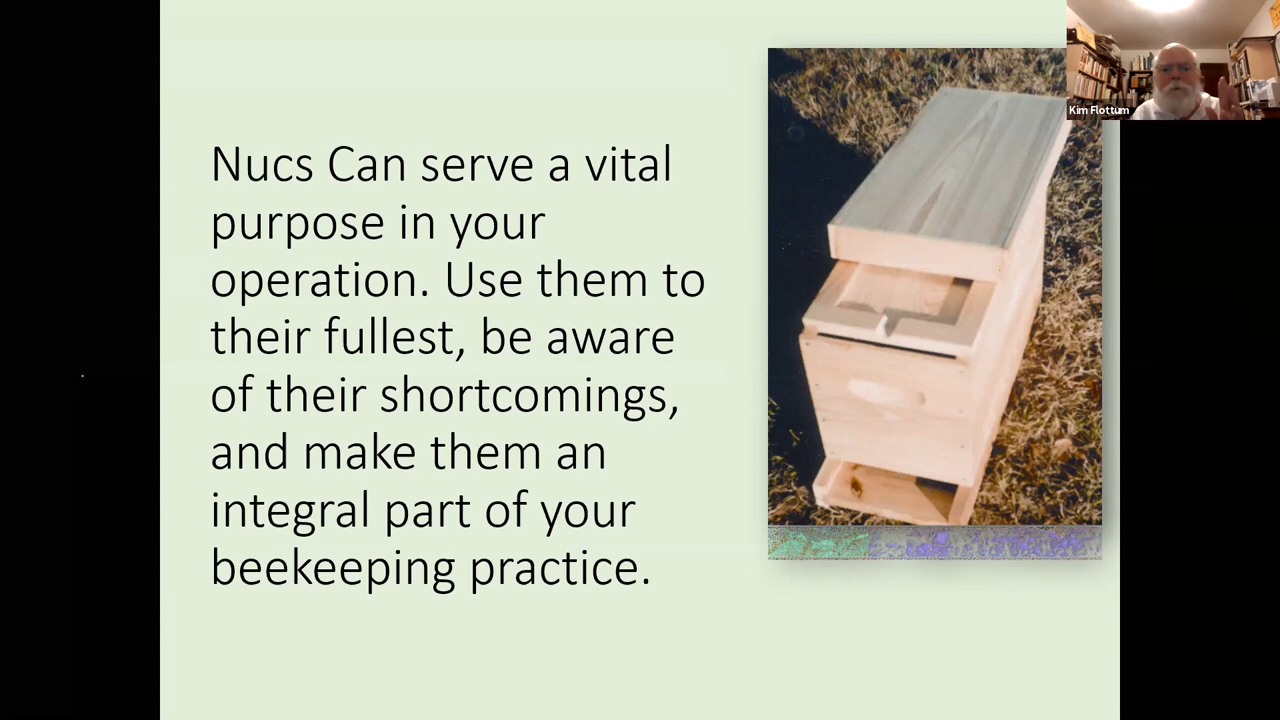 Nucs Can serve a vital
purpose in your
operation. Use them to
their fullest, be aware
of their shortcomings,
and make them an
integral part of your
beekeeping practice.
Kim Flottum